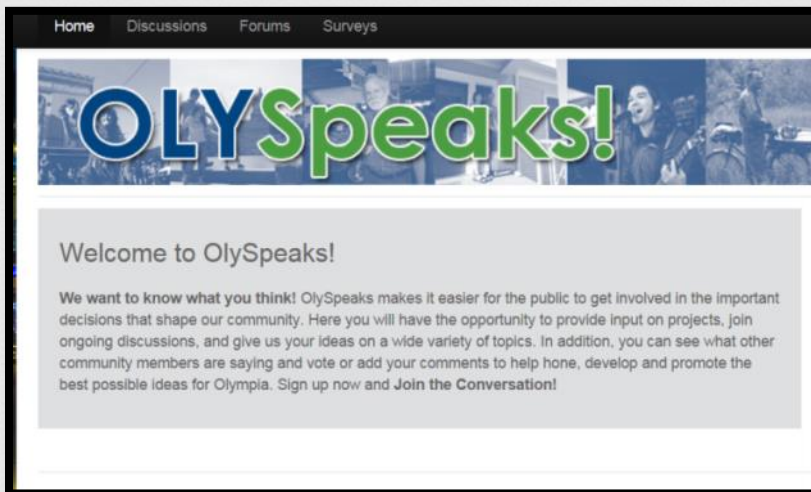 Home Discussions Forums Surveys
OLYSpeaks!
Welcome to OlySpeaks!
We want to know what you think! OlySpeaks makes it easier for the public to get involved in the important
decisions that shape our community. Here you will have the opportunity to provide input on projects, join
ongoing discussions, and give us your ideas on a wide variety of topics. In addition, you can see what other
community members are saying and vote or add your comments to help hone, develop and promote the
best possible ideas for Olympia. Sign up now and Join the Conversation!